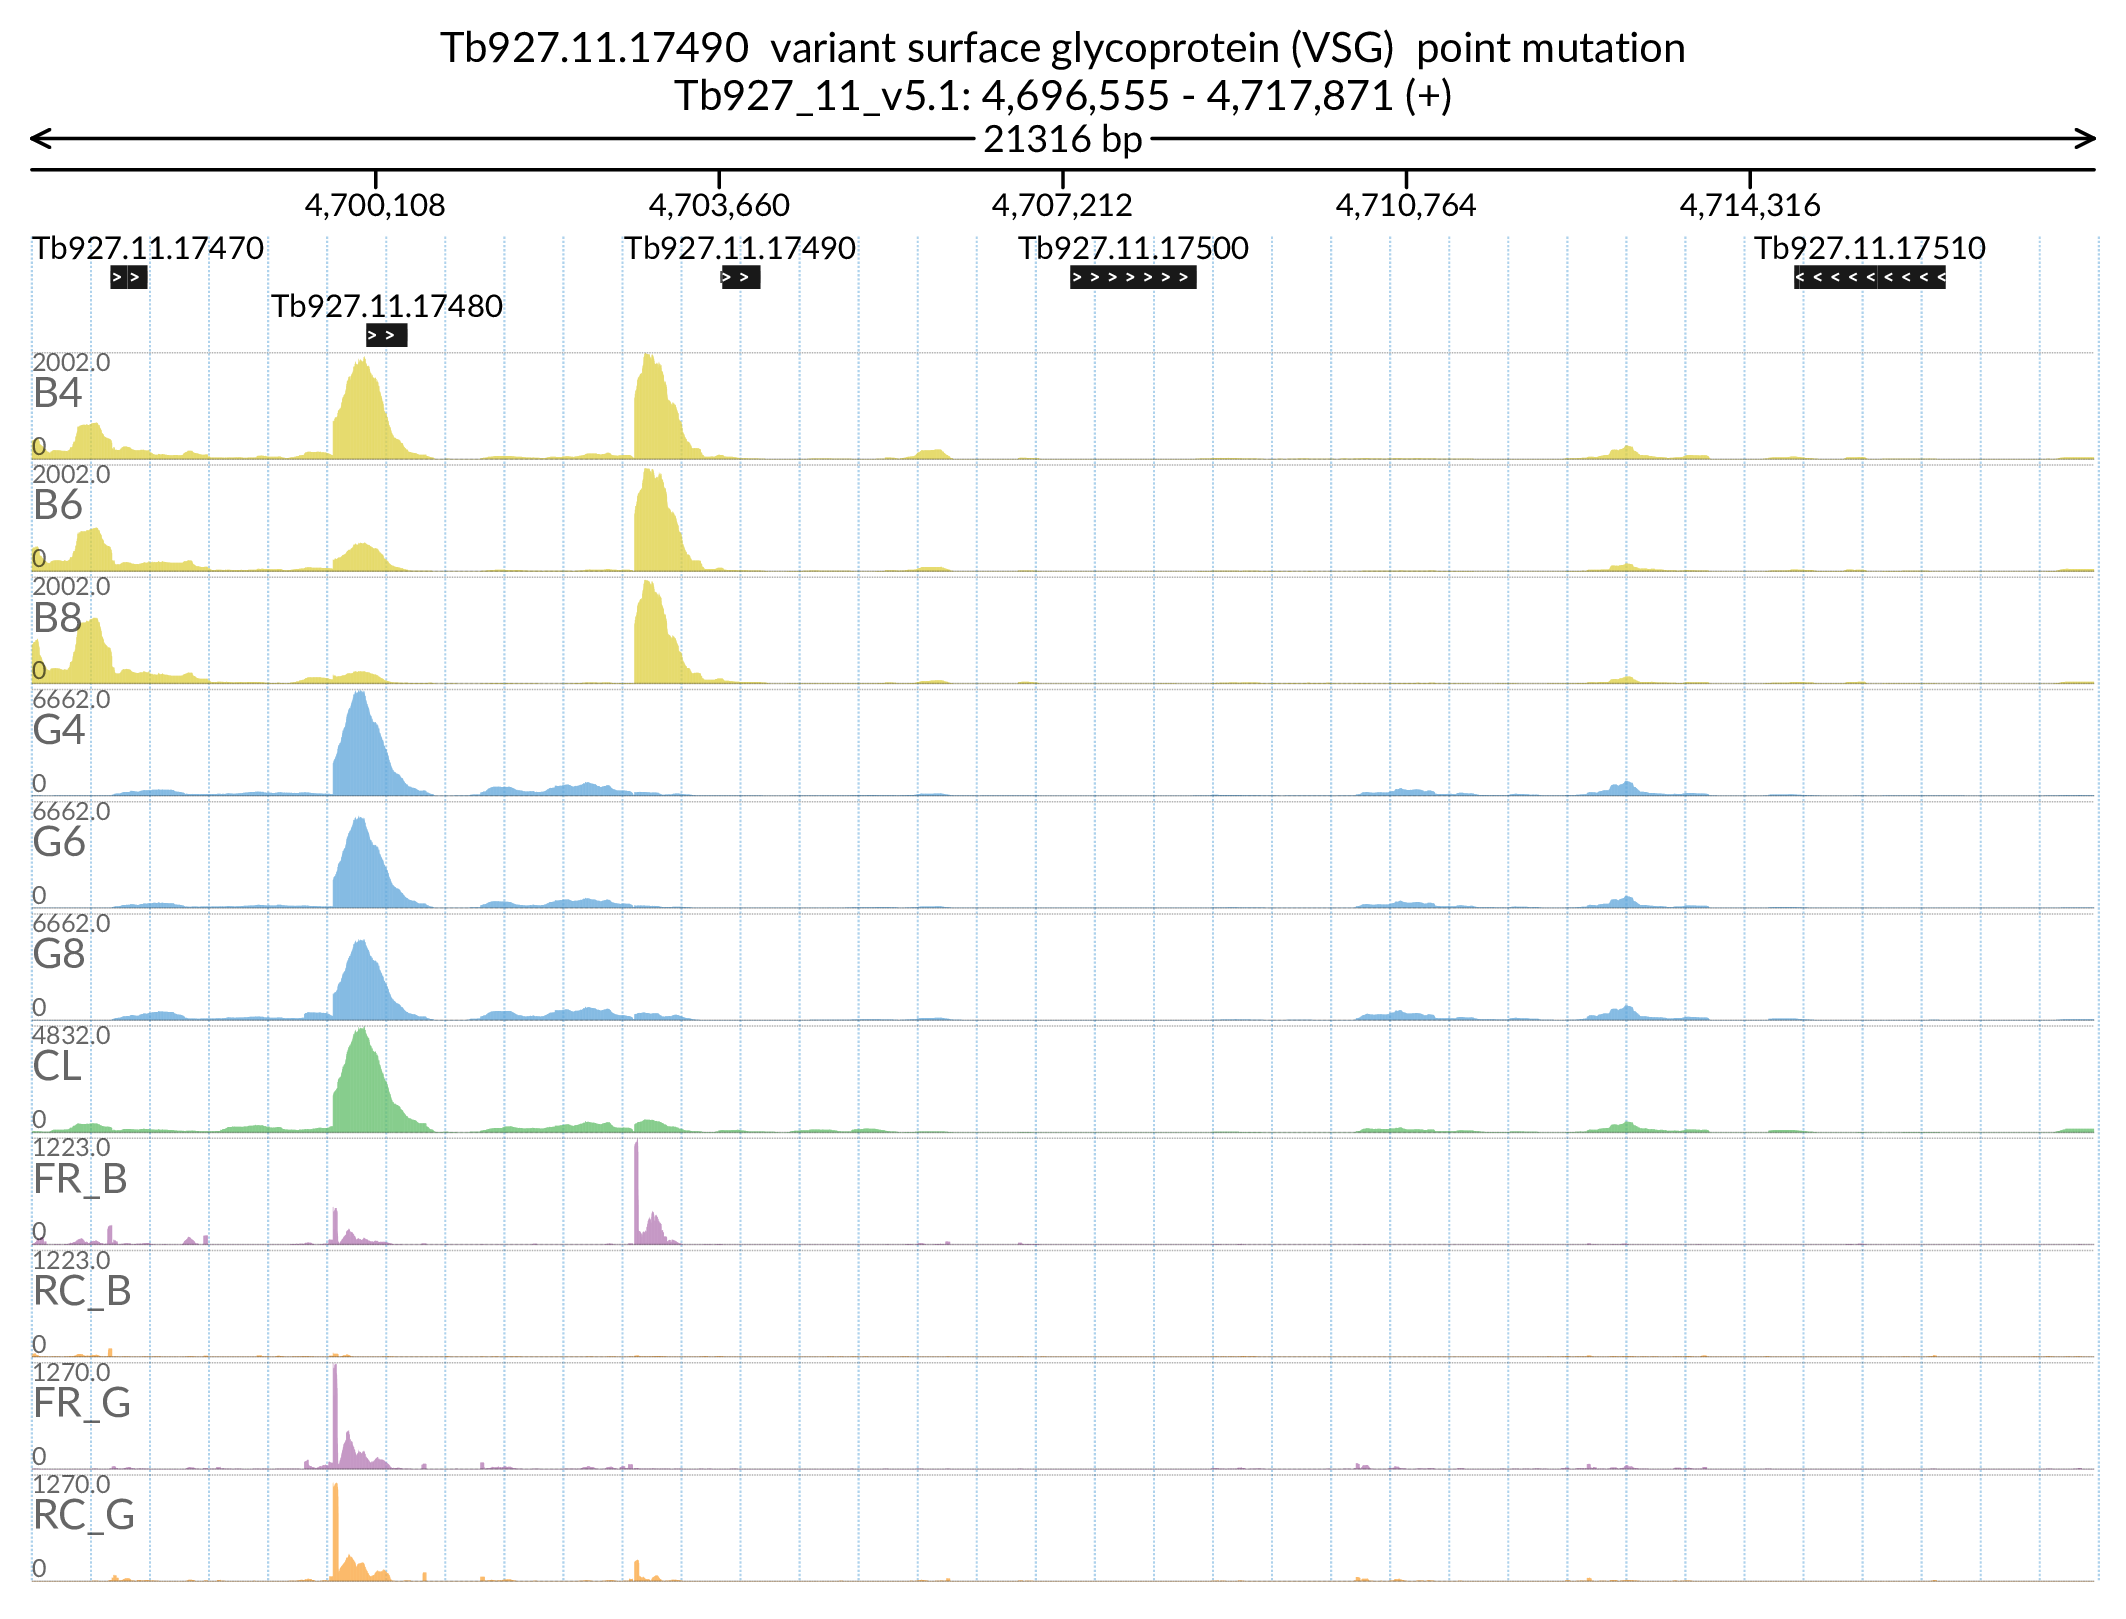 Tb927.11.17490  variant surface glycoprotein (VSG)  point mutation
Tb927_11_v5.1: 4,696,555 - 4,717,871 (+)
21316 bp
4,700,108 4,703,660 4,707,212 4,710,764 4,714,316
Tb927.11.17470 Tb927.11.17490 Tb927.11.17500 Tb927.11.17510
Tb927.11.17480
2002.0
B4
0
2002.0
B6
0
2002.0
B8
0
6662.0
G4
0
6662.0
G6
0
6662.0
G8
0
4832.0
CL
0
1223.0
FR_B
0
1223.0
RC_B
0
1270.0
FR_G
0
1270.0
RC_G
0